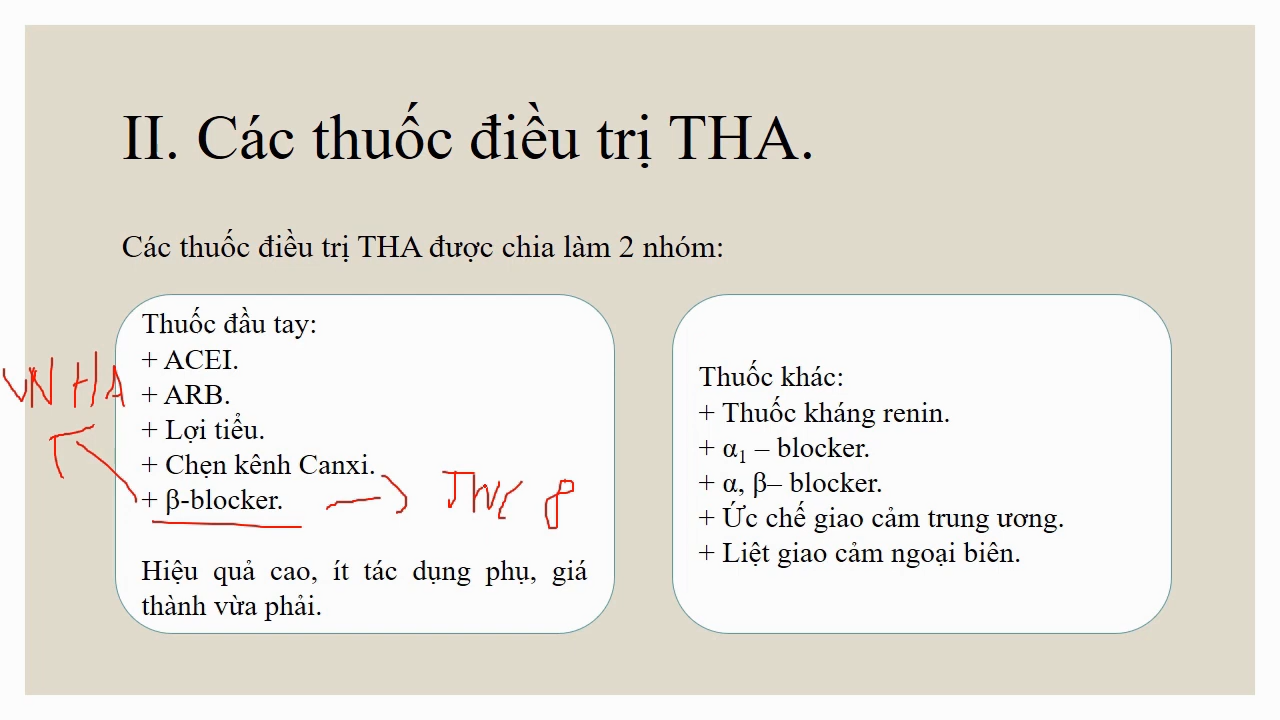 II. Các thuốc điều trị THA.
Các thuốc điều trị THA được chia làm 2 nhóm:
Thuốc đầu tay:
+ ACEI.
+ ARB.
+ Lợi tiểu.
+ Chẹn kênh Canxi.
+ β-blocker.
Hiệu quả cao, ít tác dụng phụ, giá
thành vừa phải.
VN HA
JNC 8
Thuốc khác:
+ Thuốc kháng renin.
+ α₁ – blocker.
+ α, β– blocker.
+ Ức chế giao cảm trung ương.
+ Liệt giao cảm ngoại biên.